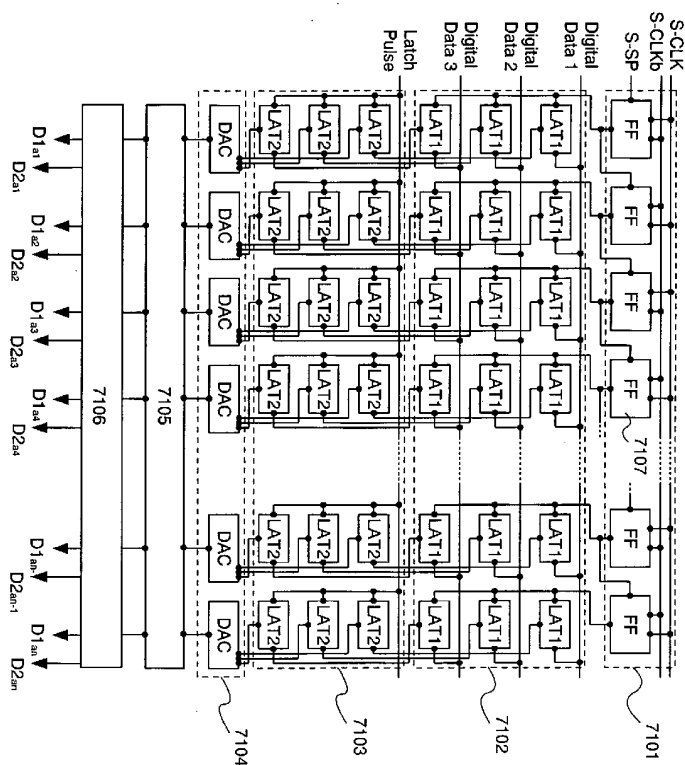 S-CLK
S-CLKb
S-SP
FF FF FF FF FF FF
7107
7101
Digital
Data 1
Digital
Data 2
Digital
Data 3
LAT1 LAT1 LAT1 LAT1 LAT1 LAT1
LAT1 LAT1 LAT1 LAT1 LAT1 LAT1
LAT1 LAT1 LAT1 LAT1 LAT1 LAT1
7102
Latch
Pulse
LAT2 LAT2 LAT2 LAT2 LAT2 LAT2
LAT2 LAT2 LAT2 LAT2 LAT2 LAT2
LAT2 LAT2 LAT2 LAT2 LAT2 LAT2
7103
DAC DAC DAC DAC DAC DAC
7104
7105
7106
D1a1 D2a1 D1a2 D2a2 D1a3 D2a3 D1a4 D2a4 D1an- D2an-1 D1an D2an